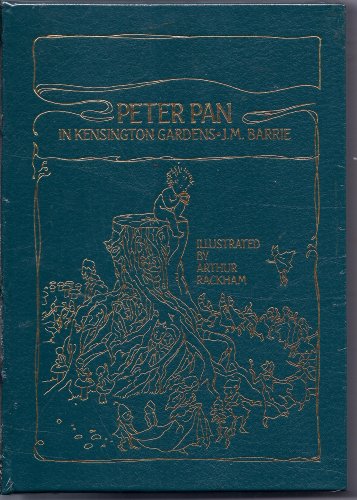 PETER PAN
IN KENSINGTON GARDENS • J.M. BARRIE
ILLUSTRATED
BY
ARTHUR
RACKHAM